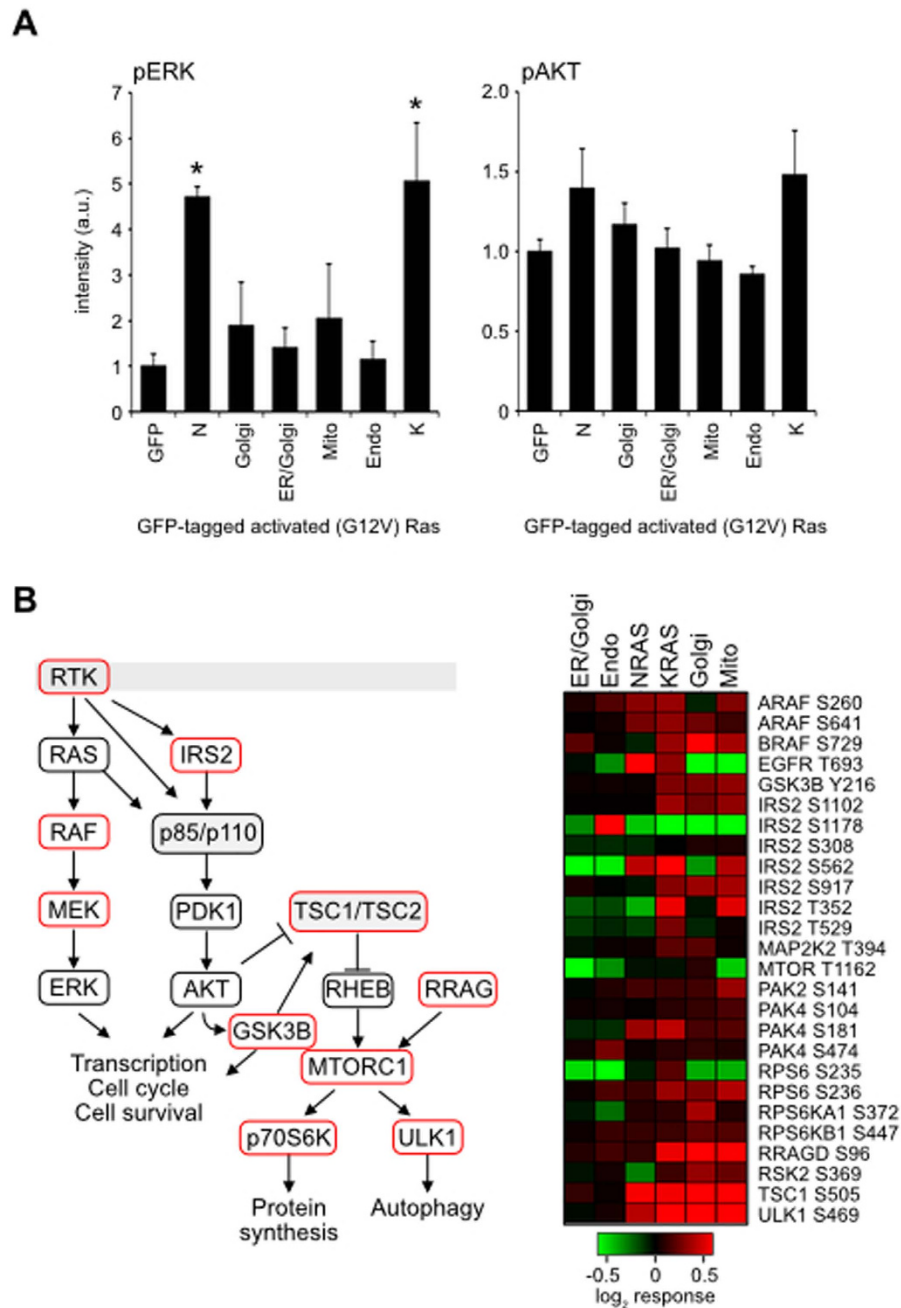 A
pERK
7
6
5
4
3
2
1
0
intensity (a.u.)
*
*
GFP
N
Golgi
ER/Golgi
Mito
Endo
K
GFP-tagged activated (G12V) Ras
pAKT
2.0
1.5
1.0
0.5
0
GFP
N
Golgi
ER/Golgi
Mito
Endo
K
GFP-tagged activated (G12V) Ras
B
RTK
RAS
IRS2
RAF
p85/p110
MEK
PDK1
TSC1/TSC2
ERK
AKT
RHEB
RRAG
GSK3B
Transcription
Cell cycle
Cell survival
MTORC1
p70S6K
ULK1
Protein
synthesis
Autophagy
ER/Golgi
Endo
NRAS
KRAS
Golgi
Mito
ARAF S260
ARAF S641
BRAF S729
EGFR T693
GSK3B Y216
IRS2 S1102
IRS2 S1178
IRS2 S308
IRS2 S562
IRS2 S917
IRS2 T352
IRS2 T529
MAP2K2 T394
MTOR T1162
PAK2 S141
PAK4 S104
PAK4 S181
PAK4 S474
RPS6 S235
RPS6 S236
RPS6KA1 S372
RPS6KB1 S447
RRAGD S96
RSK2 S369
TSC1 S505
ULK1 S469
-0.5 0 0.5
log₂ response